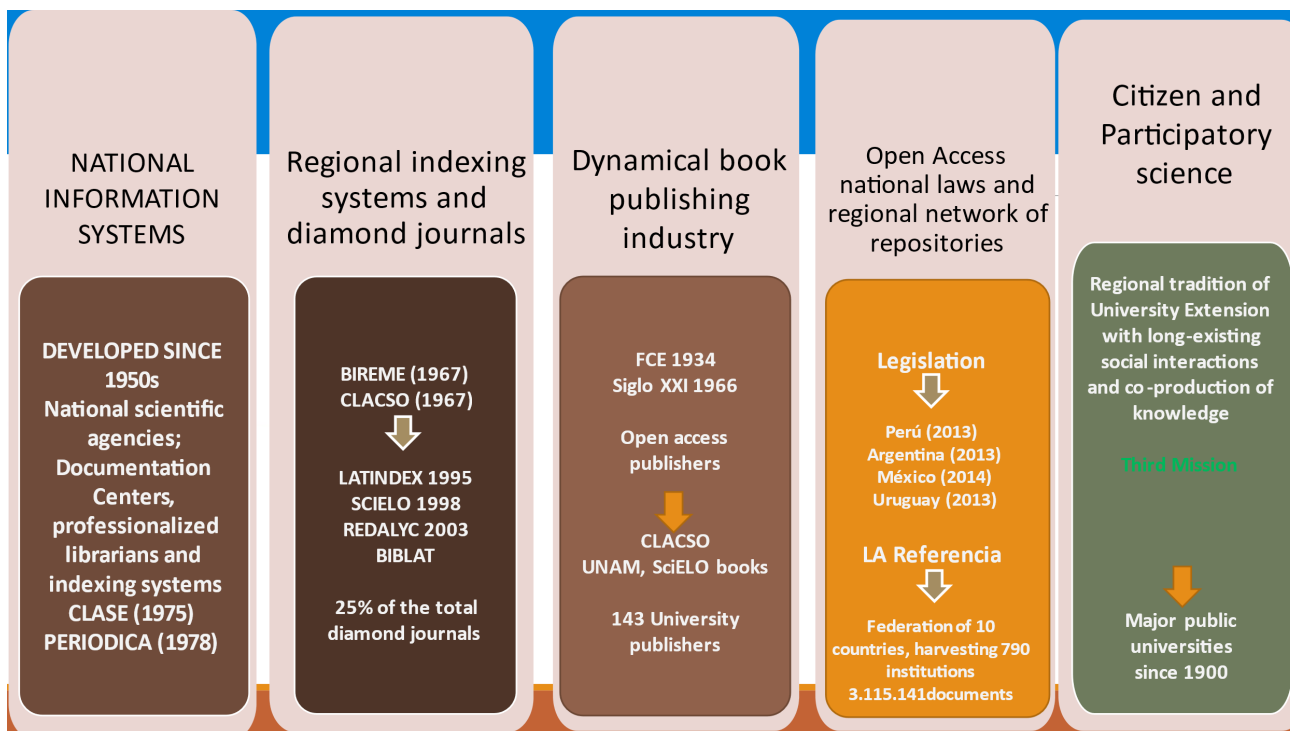 NATIONAL
INFORMATION
SYSTEMS
DEVELOPED SINCE
1950s
National scientific
agencies;
Documentation
Centers,
professionalized
librarians and
indexing systems
CLASE (1975)
PERIODICA (1978)
Regional indexing
systems and
diamond journals
BIREME (1967)
CLACSO (1967)
LATINDEX 1995
SCIELO 1998
REDALYC 2003
BIBLAT
25% of the total
diamond journals
Dynamical book
publishing
industry
FCE 1934
Siglo XXI 1966
Open access
publishers
CLACSO
UNAM, SciELO books
143 University
publishers
Open Access
national laws and
regional network of
repositories
Legislation
Perú (2013)
Argentina (2013)
México (2014)
Uruguay (2013)
LA Referencia
Federation of 10
countries, harvesting 790
institutions
3.115.141documents
Citizen and
Participatory
science
Regional tradition of
University Extension
with long-existing
social interactions
and co-production of
knowledge
Third Mission
Major public
universities
since 1900